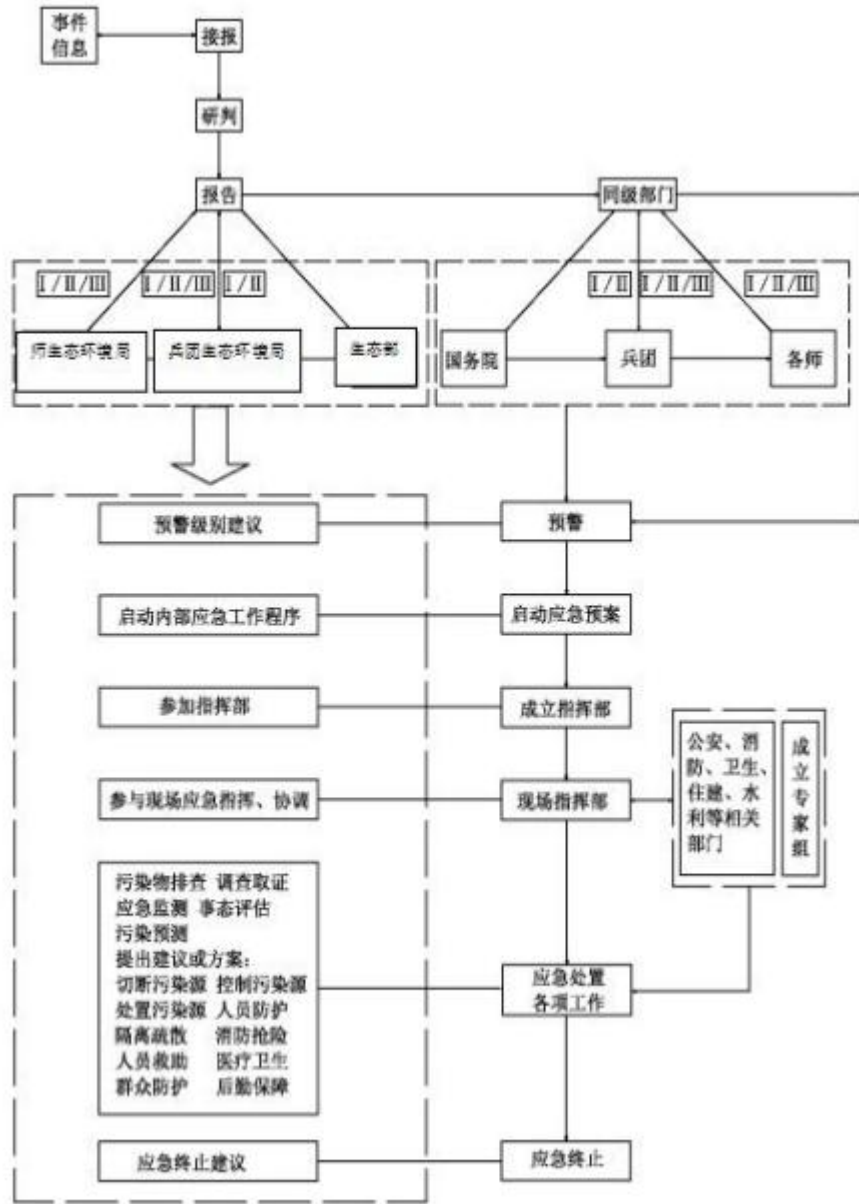 事件
信息
接报
研判
报告
同级部门
Ⅰ/Ⅱ/Ⅲ
Ⅰ/Ⅱ/Ⅲ
Ⅰ/Ⅱ
Ⅰ/Ⅱ
Ⅰ/Ⅱ/Ⅲ
Ⅰ/Ⅱ/Ⅲ
师生态环境局
兵团生态环境局
生态部
国务院
兵团
各师
预警级别建议
预警
启动内部应急工作程序
启动应急预案
参加指挥部
成立指挥部
参与现场应急指挥、协调
现场指挥部
公安、消
防、卫生、
住建、水
利等相关
部门
成立专家组
污染物排查 调查取证
应急监测 事态评估
污染预测
提出建议或方案：
切断污染源 控制污染源
处置污染源 人员防护
隔离疏散 消防抢险
人员救助 医疗卫生
群众防护 后勤保障
应急处置
各项工作
应急终止建议
应急终止